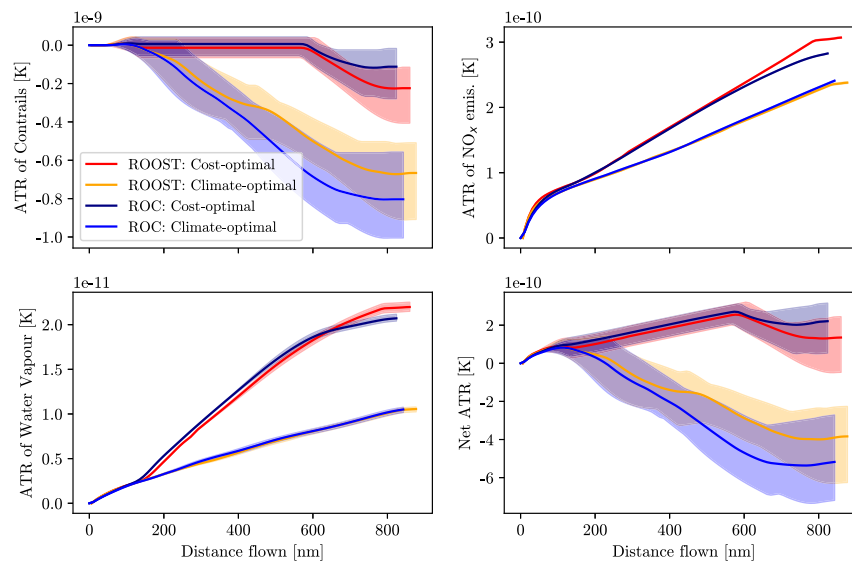 1e-9
ATR of Contrails [K]
0.0
-0.2
-0.4
-0.6
-0.8
-1.0
ROOST: Cost-optimal
ROOST: Climate-optimal
ROC: Cost-optimal
ROC: Climate-optimal
1e-10
ATR of NOx emis. [K]
3
2
1
0
1e-11
ATR of Water Vapour [K]
2.0
1.5
1.0
0.5
0.0
0
200
400
600
800
Distance flown [nm]
1e-10
Net ATR [K]
2
0
-2
-4
-6
0
200
400
600
800
Distance flown [nm]